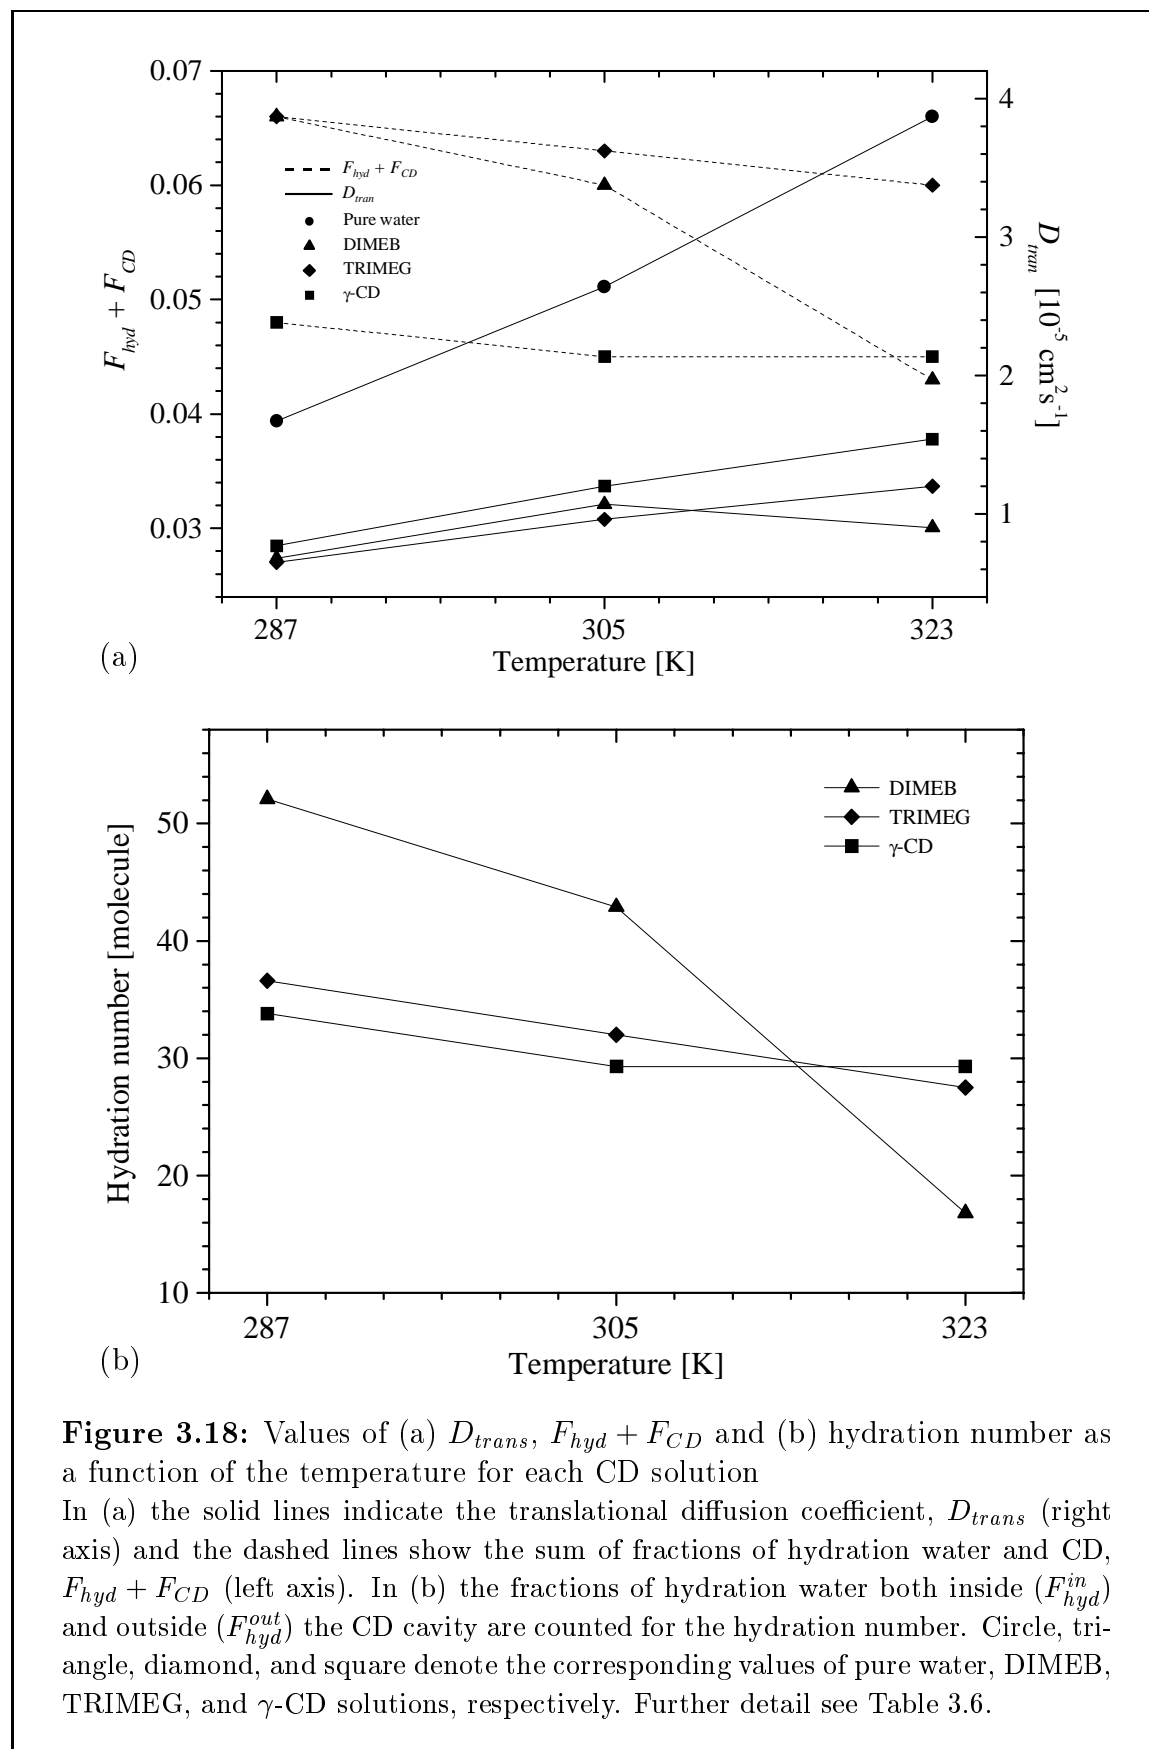 0.07
0.06
0.05
0.04
0.03
F_hyd + F_CD
F_hyd + F_CD
D_tran
Pure water
DIMEB
TRIMEG
γ-CD
4
3
2
1
D_tran [10^-5 cm^2 s^-1]
287 305 323
Temperature [K]
(a)
50
40
30
20
10
Hydration number [molecule]
DIMEB
TRIMEG
γ-CD
287 305 323
Temperature [K]
(b)
Figure 3.18: Values of (a) D_trans, F_hyd + F_CD and (b) hydration number as
a function of the temperature for each CD solution
In (a) the solid lines indicate the translational diffusion coefficient, D_trans (right
axis) and the dashed lines show the sum of fractions of hydration water and CD,
F_hyd + F_CD (left axis). In (b) the fractions of hydration water both inside (F_hyd^in)
and outside (F_hyd^out) the CD cavity are counted for the hydration number. Circle, tri-
angle, diamond, and square denote the corresponding values of pure water, DIMEB,
TRIMEG, and γ-CD solutions, respectively. Further detail see Table 3.6.